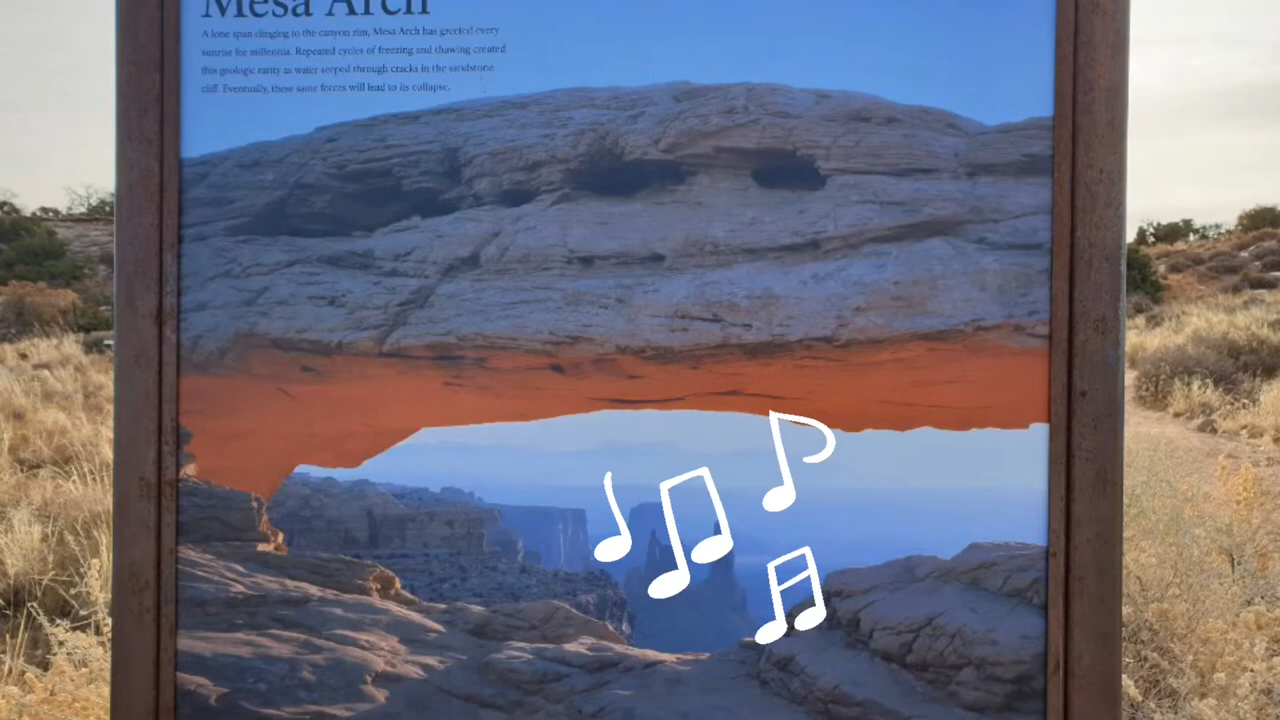 Mesa Arch
A lone span clinging to the canyon rim, Mesa Arch has greeted every
sunrise for millennia. Repeated cycles of freezing and thawing created
this geologic rarity as water seeped through cracks in the sandstone
cliff. Eventually, these same forces will lead to its collapse.